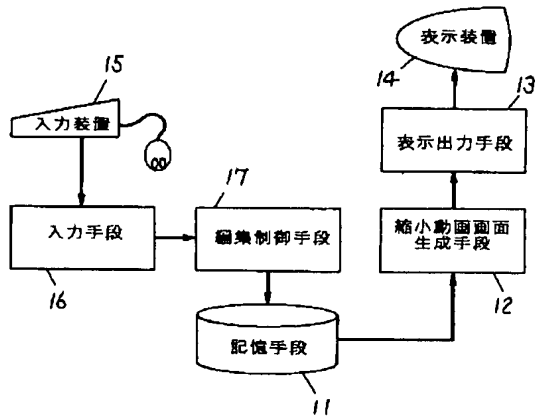 15
入力装置
入力手段
16
17
編集制御手段
記憶手段
11
表示装置
14
13
表示出力手段
縮小動画画面
生成手段
12